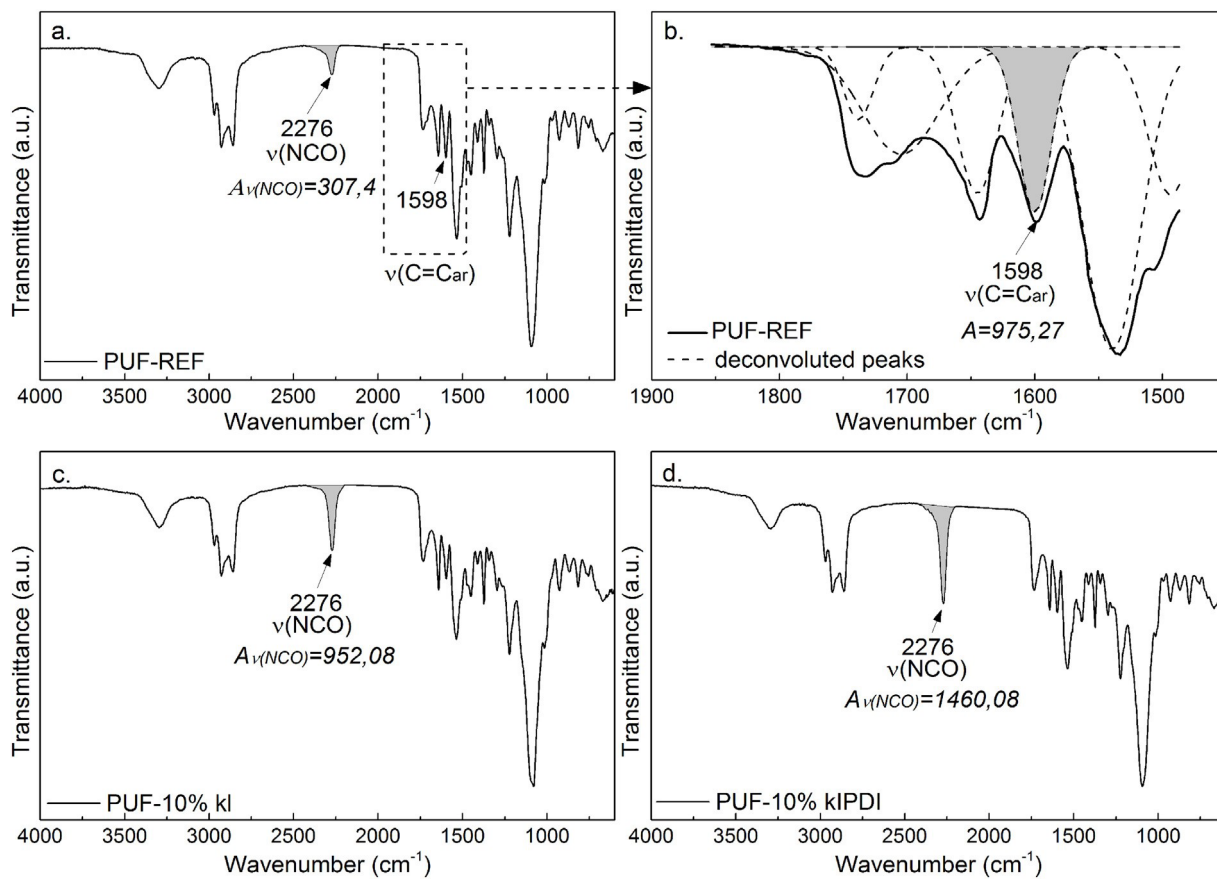 a.
2276
ν(NCO)
Aν(NCO)=307,4
1598
ν(C=Car)
PUF-REF
Transmittance (a.u.)
4000 3500 3000 2500 2000 1500 1000
Wavenumber (cm-1)
b.
1598
ν(C=Car)
A=975,27
PUF-REF
deconvoluted peaks
Transmittance (a.u.)
1900 1800 1700 1600 1500
Wavenumber (cm-1)
c.
2276
ν(NCO)
Aν(NCO)=952,08
PUF-10% kl
Transmittance (a.u.)
4000 3500 3000 2500 2000 1500 1000
Wavenumber (cm-1)
d.
2276
ν(NCO)
Aν(NCO)=1460,08
PUF-10% klPDI
Transmittance (a.u.)
4000 3500 3000 2500 2000 1500 1000
Wavenumber (cm-1)